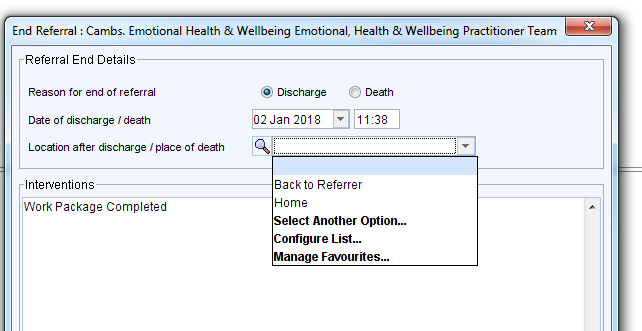 End Referral : Cambs. Emotional Health & Wellbeing Emotional, Health & Wellbeing Practitioner Team
Referral End Details
Reason for end of referral Discharge Death
Date of discharge / death 02 Jan 2018 11:38
Location after discharge / place of death
Back to Referrer
Home
Select Another Option...
Configure List...
Manage Favourites...
Interventions
Work Package Completed